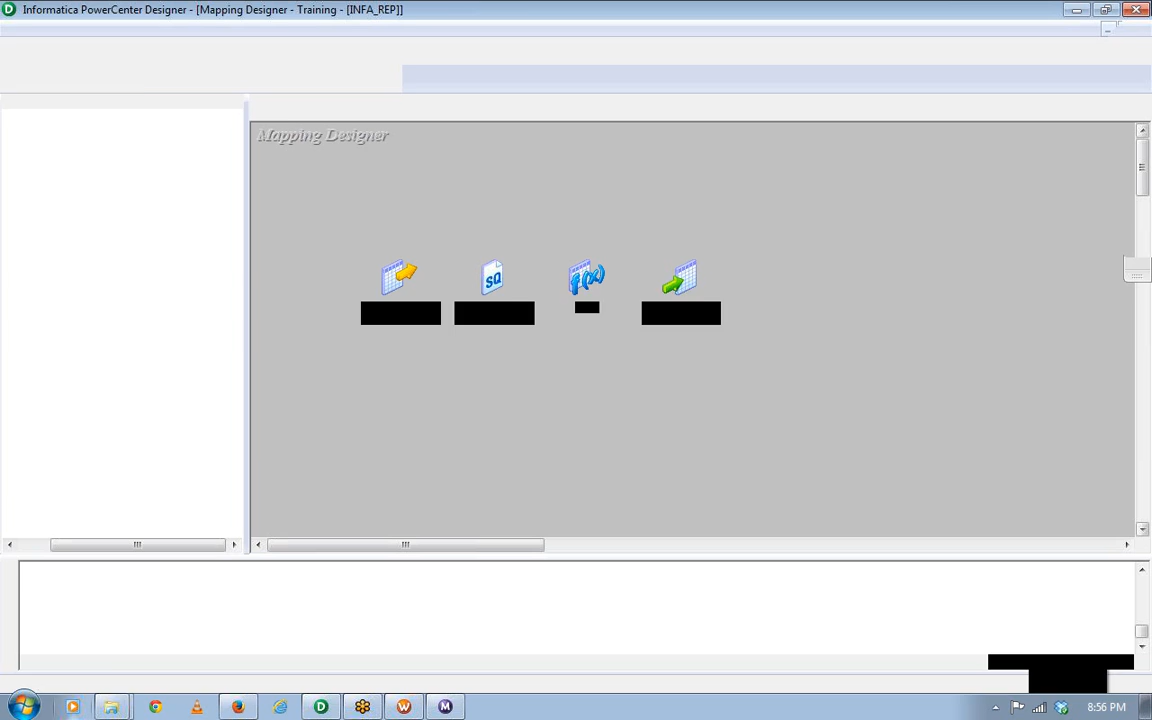 Informatica PowerCenter Designer - [Mapping Designer - Training - [INFA_REP]]
Mapping Designer
SQ
f(x)
8:56 PM